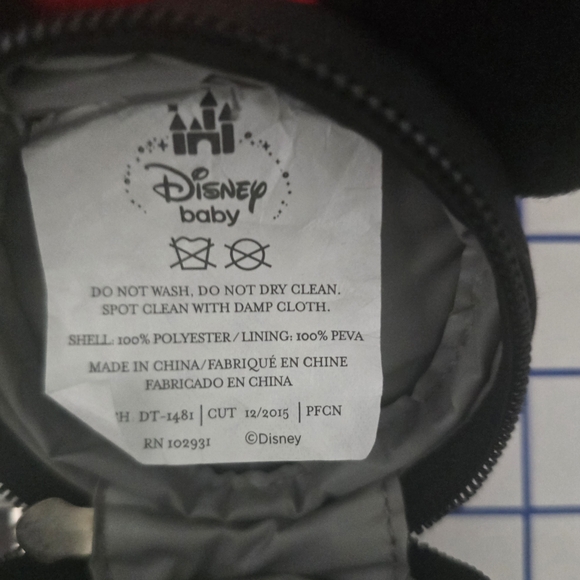 Disney
baby
DO NOT WASH, DO NOT DRY CLEAN.
SPOT CLEAN WITH DAMP CLOTH.
SHELL: 100% POLYESTER/LINING: 100% PEVA
MADE IN CHINA/FABRIQUÉ EN CHINE
FABRICADO EN CHINA
DT-1481 | CUT 12/2015 | PFCN
RN 102931 ©Disney